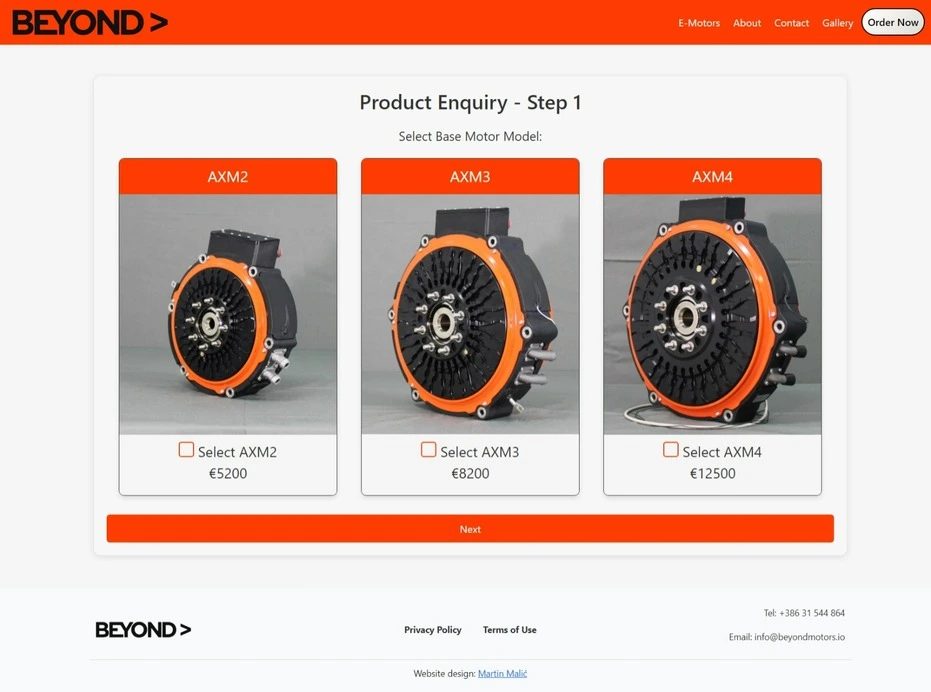 BEYOND >
E-Motors About Contact Gallery Order Now
Product Enquiry - Step 1
Select Base Motor Model:
AXM2
AXM3
AXM4
Select AXM2
€5200
Select AXM3
€8200
Select AXM4
€12500
Next
BEYOND >
Privacy Policy Terms of Use
Tel: +386 31 544 864
Email: info@beyondmotors.io
Website design: Martin Malić